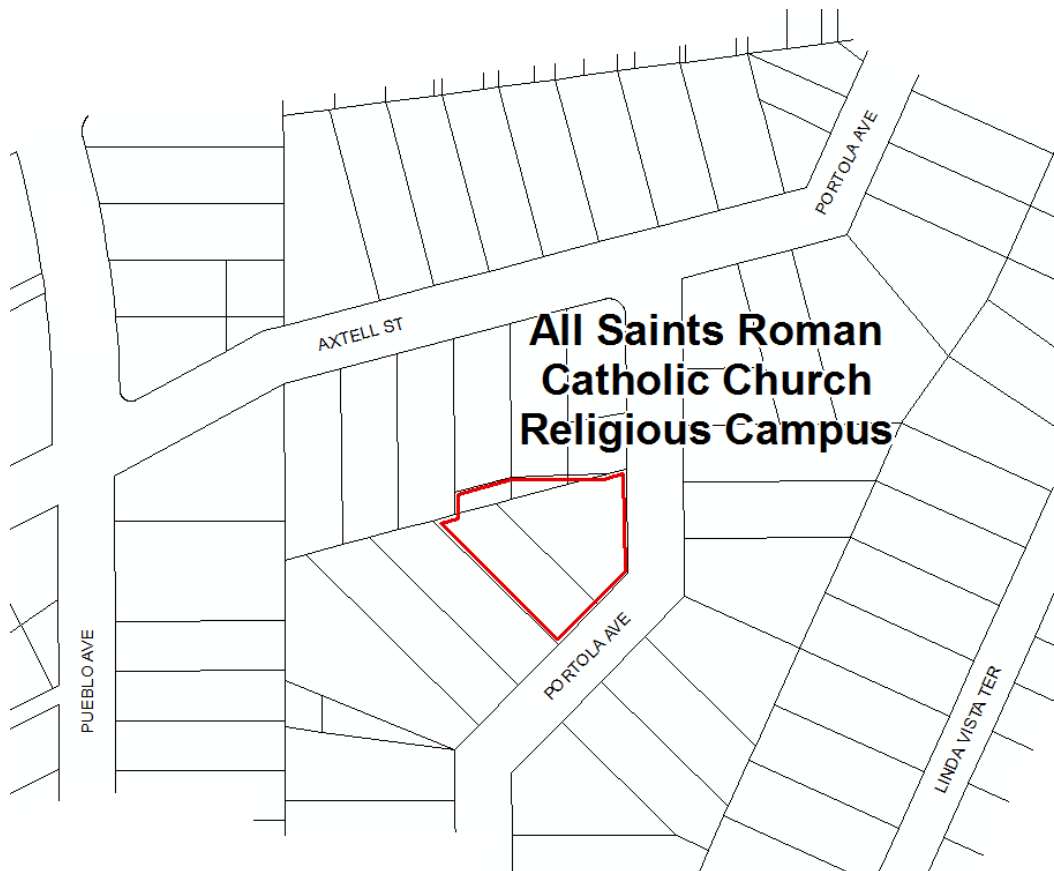 PORTOLA AVE
AXTELL ST
All Saints Roman
Catholic Church
Religious Campus
PORTOLA AVE
PUEBLO AVE
LINDA VISTA TER